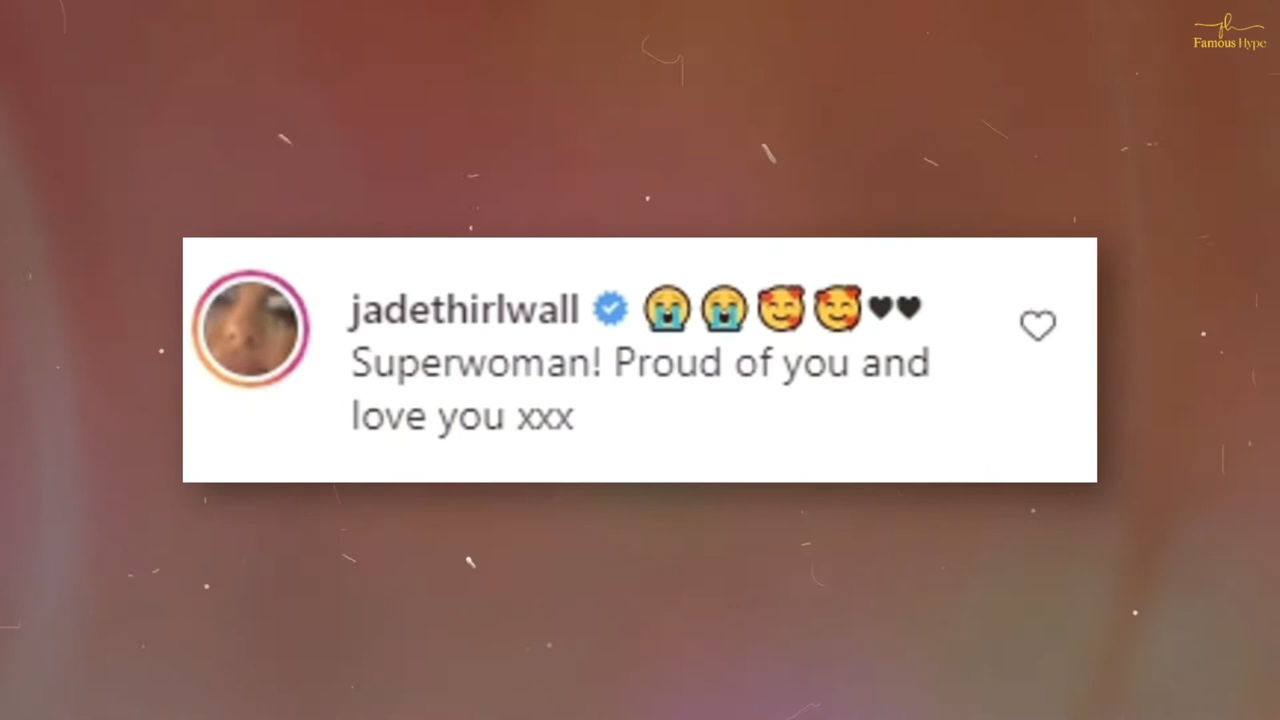 Famous Hype
jadethirlwall 😭😭🥰🥰🖤🖤
Superwoman! Proud of you and
love you xxx